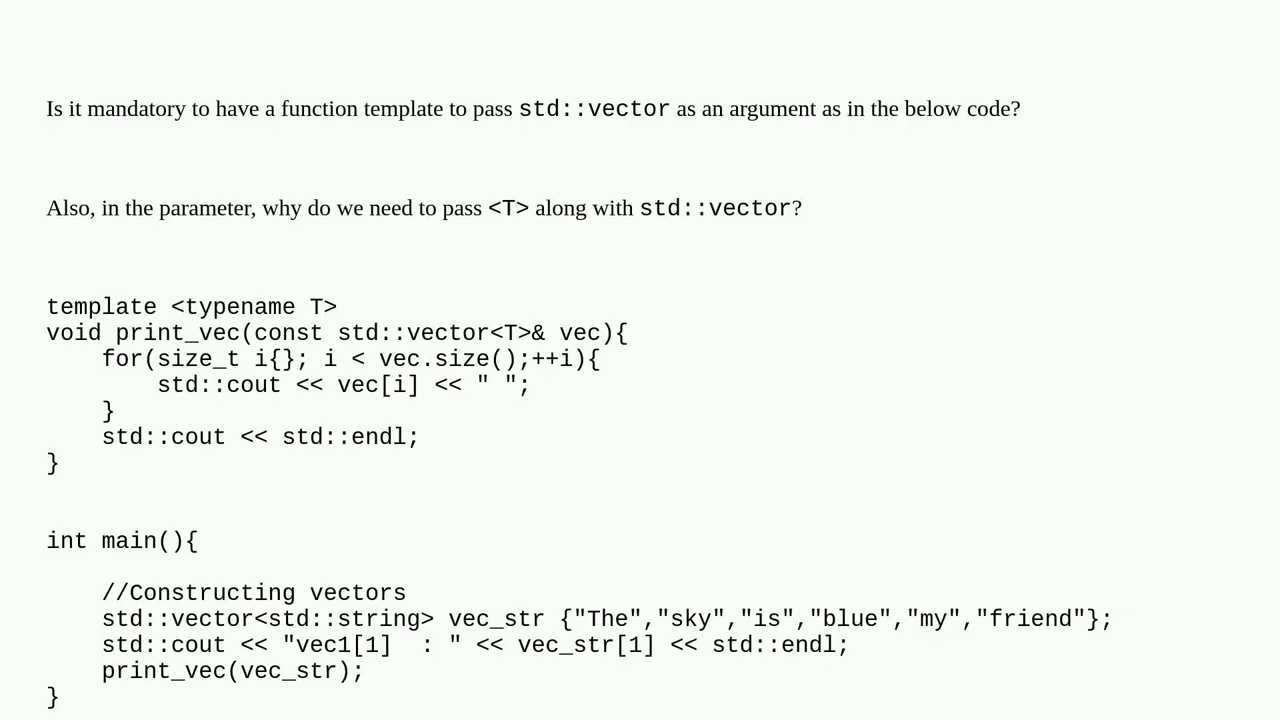 Is it mandatory to have a function template to pass std::vector as an argument as in the below code?
Also, in the parameter, why do we need to pass <T> along with std::vector?
template <typename T>
void print_vec(const std::vector<T>& vec){
    for(size_t i{}; i < vec.size();++i){
        std::cout << vec[i] << " ";
    }
    std::cout << std::endl;
}
int main(){
    //Constructing vectors
    std::vector<std::string> vec_str {"The","sky","is","blue","my","friend"};
    std::cout << "vec1[1]  : " << vec_str[1] << std::endl;
    print_vec(vec_str);
}